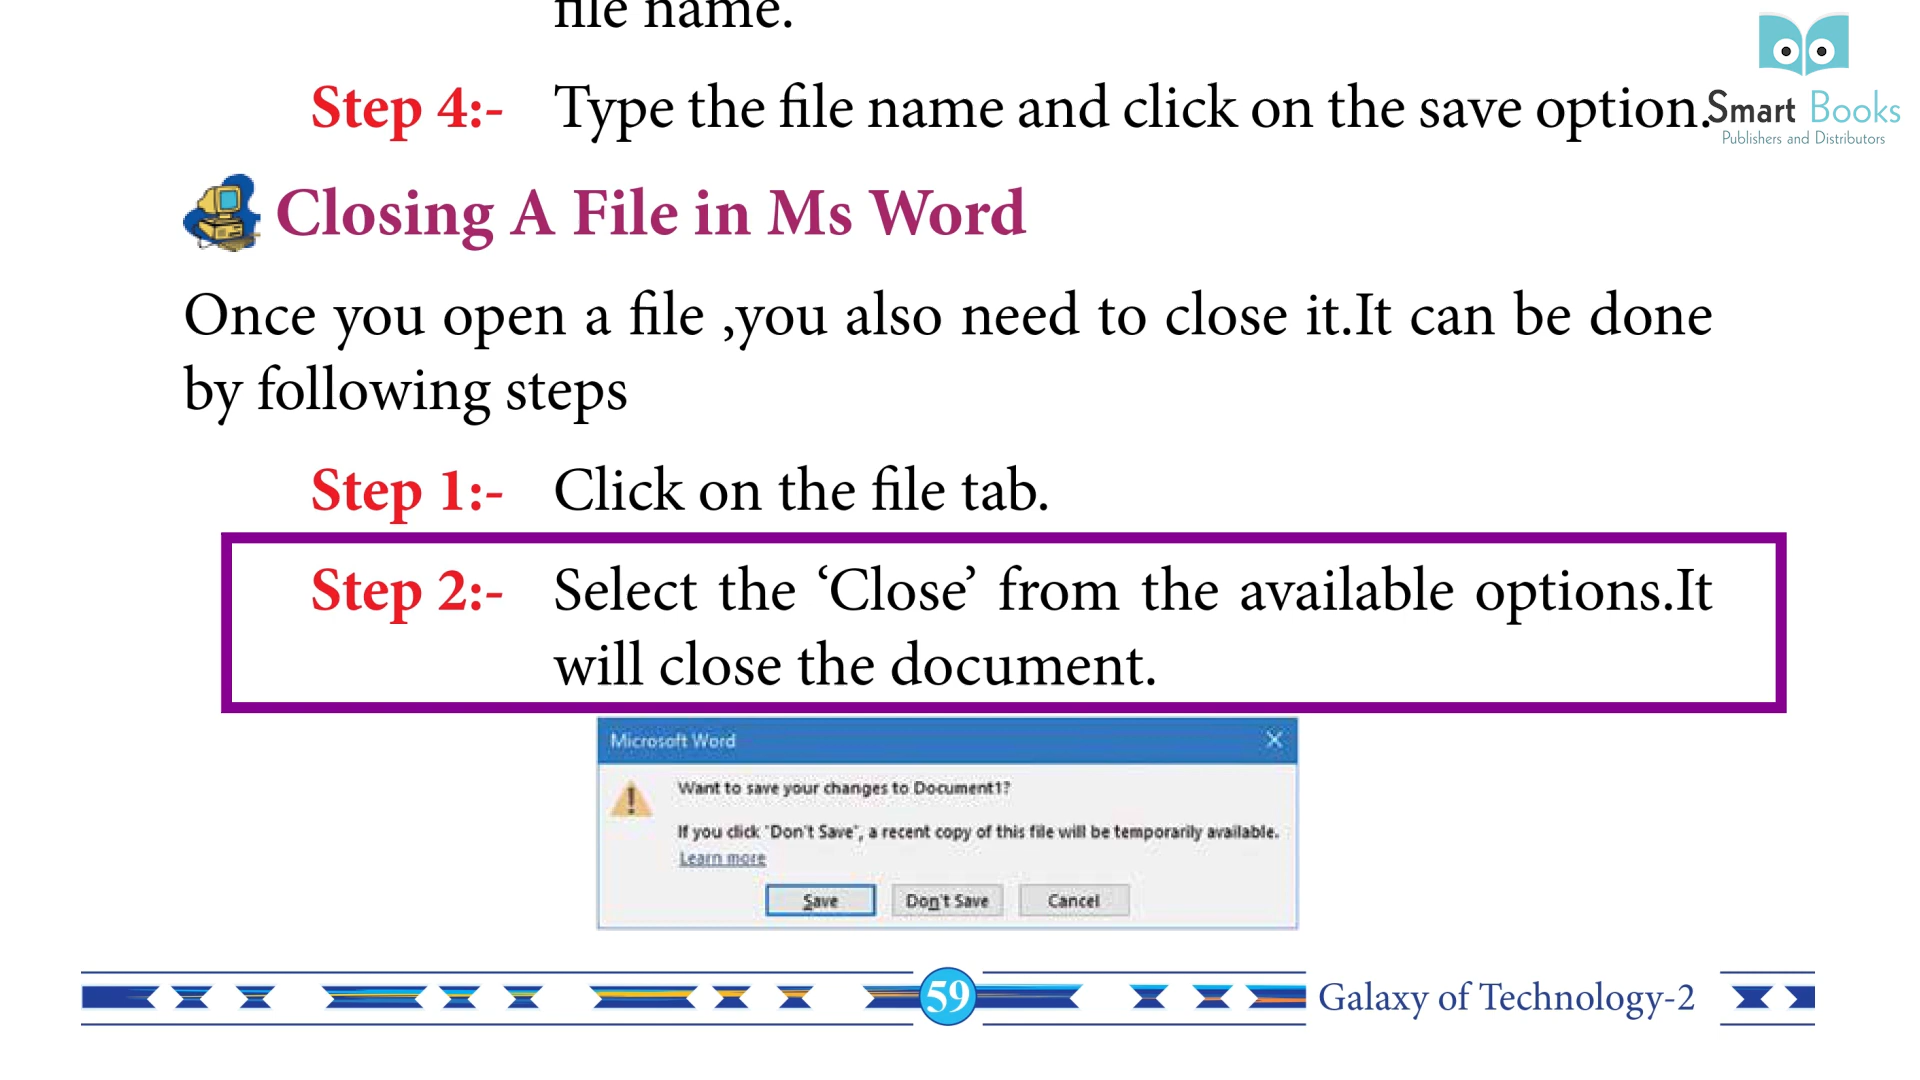 file name.
Step 4:- Type the file name and click on the save option.
Smart Books
Publishers and Distributors
Closing A File in Ms Word
Once you open a file ,you also need to close it.It can be done
by following steps
Step 1:- Click on the file tab.
Step 2:- Select the ‘Close’ from the available options.It
will close the document.
Microsoft Word
Want to save your changes to Document1?
If you click "Don't Save", a recent copy of this file will be temporarily available.
Learn more
Save Don't Save Cancel
59 Galaxy of Technology-2